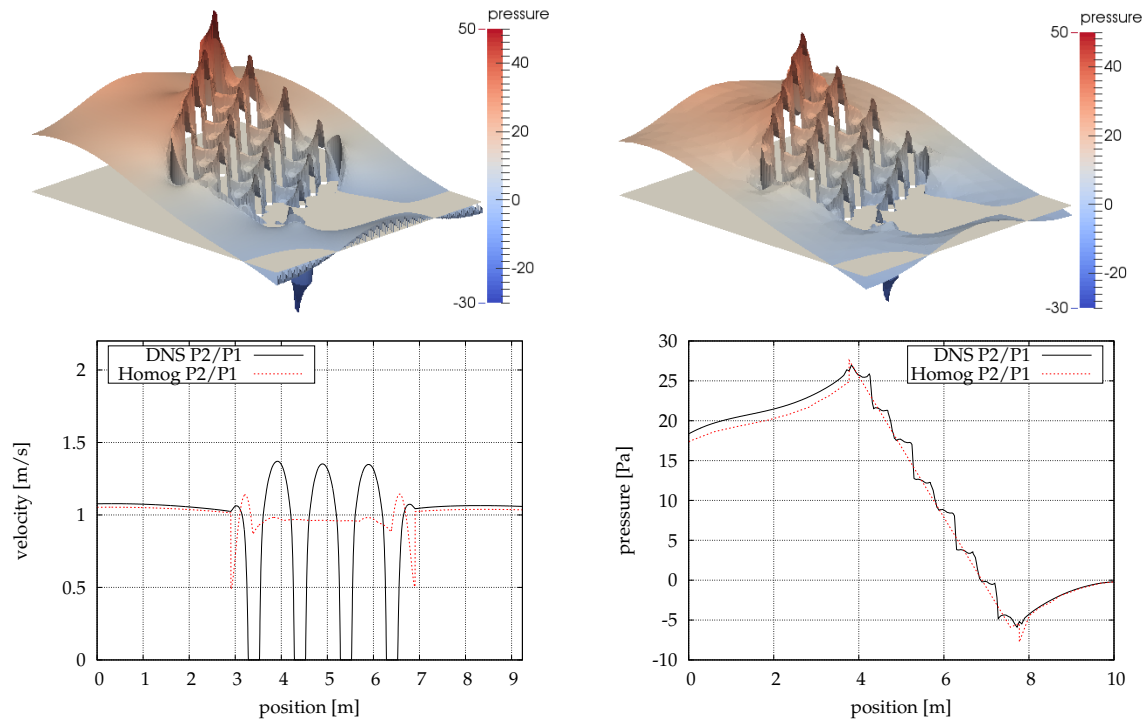 pressure
50
40
20
0
-20
-30
pressure
50
40
20
0
-20
-30
DNS P2/P1
Homog P2/P1
velocity [m/s]
2
1.5
1
0.5
0
0 1 2 3 4 5 6 7 8 9
position [m]
DNS P2/P1
Homog P2/P1
pressure [Pa]
30
25
20
15
10
5
0
-5
-10
0 2 4 6 8 10
position [m]